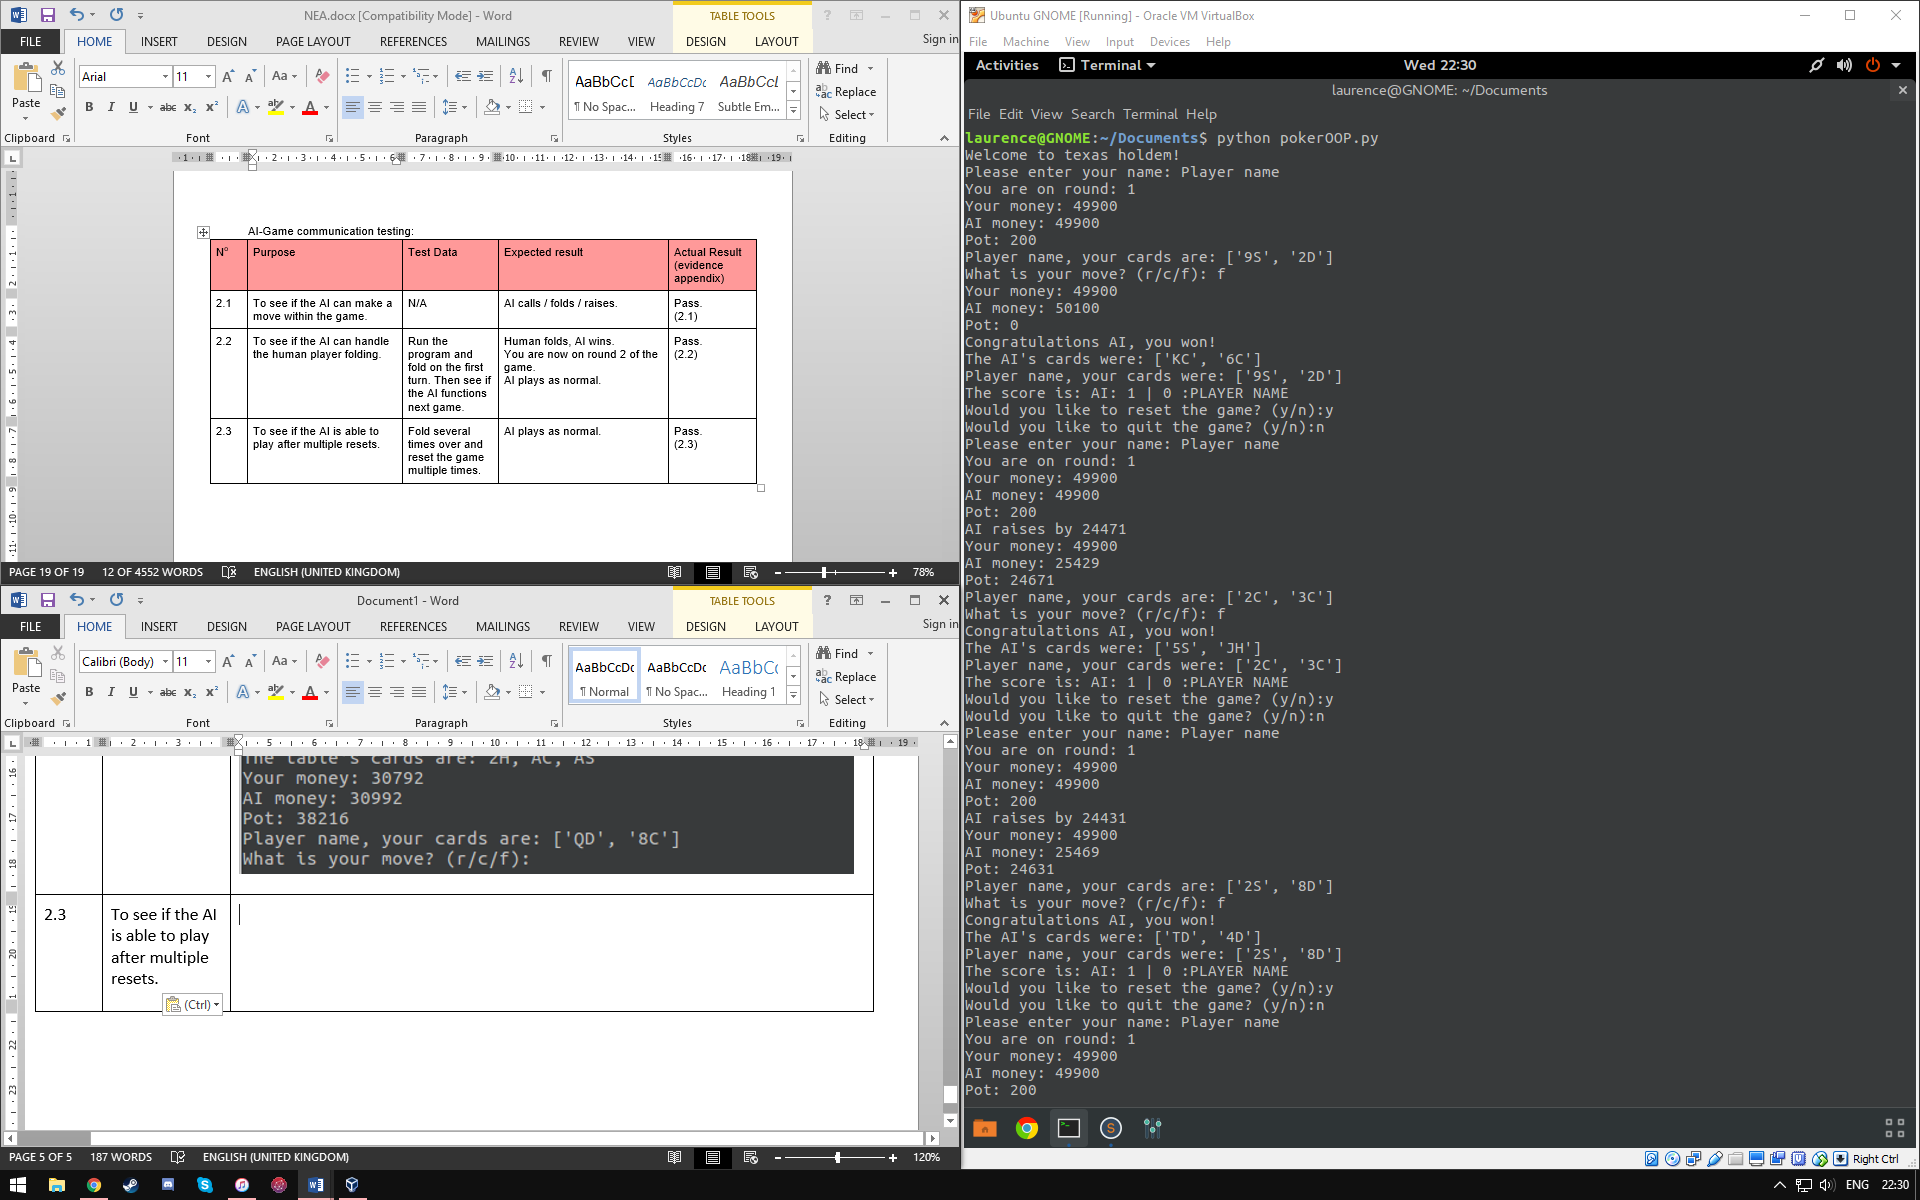 NEA.docx [Compatibility Mode] - Word
TABLE TOOLS
FILE
HOME
INSERT
DESIGN
PAGE LAYOUT
REFERENCES
MAILINGS
REVIEW
VIEW
DESIGN
LAYOUT
Sign in
Paste
Arial
11
Find
Replace
Select
AaBbCcD
AaBbCcDc
AaBbCcL
¶ No Spac...
Heading 7
Subtle Em...
Clipboard
Font
Paragraph
Styles
Editing
AI-Game communication testing:
N°
Purpose
Test Data
Expected result
Actual Result
(evidence
appendix)
2.1
To see if the AI can make a
move within the game.
N/A
AI calls / folds / raises.
Pass.
(2.1)
2.2
To see if the AI can handle
the human player folding.
Run the
program and
fold on the first
turn. Then see if
the AI functions
next game.
Human folds, AI wins.
You are now on round 2 of the
game.
AI plays as normal.
Pass.
(2.2)
2.3
To see if the AI is able to
play after multiple resets.
Fold several
times over and
reset the game
multiple times.
AI plays as normal.
Pass.
(2.3)
PAGE 19 OF 19
12 OF 4552 WORDS
ENGLISH (UNITED KINGDOM)
78%
Document1 - Word
TABLE TOOLS
FILE
HOME
INSERT
DESIGN
PAGE LAYOUT
REFERENCES
MAILINGS
REVIEW
VIEW
DESIGN
LAYOUT
Sign in
Paste
Calibri (Body)
11
Find
Replace
Select
AaBbCcDc
AaBbCcDc
AaBbC
¶ Normal
¶ No Spac...
Heading 1
Clipboard
Font
Paragraph
Styles
Editing
The table's cards are: 2H, AC, AS
Your money: 30792
AI money: 30992
Pot: 38216
Player name, your cards are: ['QD', '8C']
What is your move? (r/c/f):
2.3
To see if the AI
is able to play
after multiple
resets.
(Ctrl)
PAGE 5 OF 5
187 WORDS
ENGLISH (UNITED KINGDOM)
120%
Ubuntu GNOME [Running] - Oracle VM VirtualBox
File Machine View Input Devices Help
Activities
Terminal
Wed 22:30
laurence@GNOME: ~/Documents
File Edit View Search Terminal Help
laurence@GNOME:~/Documents$ python pokerOOP.py
Welcome to texas holdem!
Please enter your name: Player name
You are on round: 1
Your money: 49900
AI money: 49900
Pot: 200
Player name, your cards are: ['9S', '2D']
What is your move? (r/c/f): f
Your money: 49900
AI money: 50100
Pot: 0
Congratulations AI, you won!
The AI's cards were: ['KC', '6C']
Player name, your cards were: ['9S', '2D']
The score is: AI: 1 | 0 :PLAYER NAME
Would you like to reset the game? (y/n):y
Would you like to quit the game? (y/n):n
Please enter your name: Player name
You are on round: 1
Your money: 49900
AI money: 49900
Pot: 200
AI raises by 24471
Your money: 49900
AI money: 25429
Pot: 24671
Player name, your cards are: ['2C', '3C']
What is your move? (r/c/f): f
Congratulations AI, you won!
The AI's cards were: ['5S', 'JH']
Player name, your cards were: ['2C', '3C']
The score is: AI: 1 | 0 :PLAYER NAME
Would you like to reset the game? (y/n):y
Would you like to quit the game? (y/n):n
Please enter your name: Player name
You are on round: 1
Your money: 49900
AI money: 49900
Pot: 200
AI raises by 24431
Your money: 49900
AI money: 25469
Pot: 24631
Player name, your cards are: ['2S', '8D']
What is your move? (r/c/f): f
Congratulations AI, you won!
The AI's cards were: ['TD', '4D']
Player name, your cards were: ['2S', '8D']
The score is: AI: 1 | 0 :PLAYER NAME
Would you like to reset the game? (y/n):y
Would you like to quit the game? (y/n):n
Please enter your name: Player name
You are on round: 1
Your money: 49900
AI money: 49900
Pot: 200
Right Ctrl
ENG
22:30